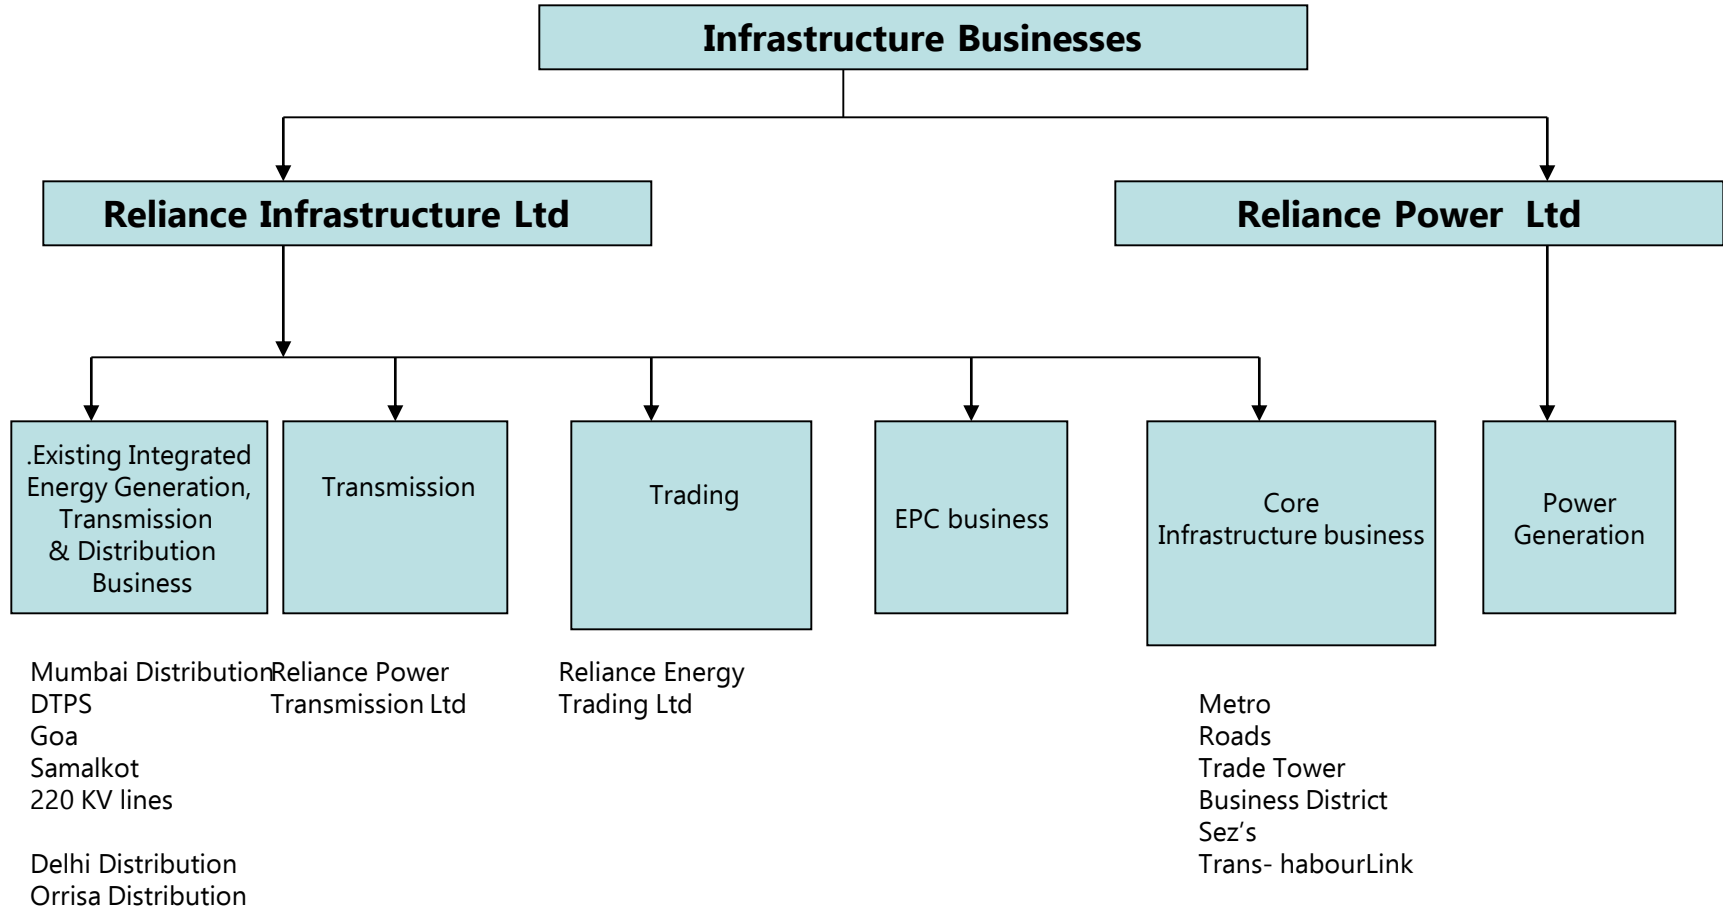 Infrastructure Businesses
Reliance Infrastructure Ltd
Reliance Power Ltd
.Existing Integrated
Energy Generation,
Transmission
& Distribution
Business
Transmission
Trading
EPC business
Core
Infrastructure business
Power
Generation
Mumbai Distribution
DTPS
Goa
Samalkot
220 KV lines
Delhi Distribution
Orrisa Distribution
Reliance Power
Transmission Ltd
Reliance Energy
Trading Ltd
Metro
Roads
Trade Tower
Business District
Sez’s
Trans- habourLink